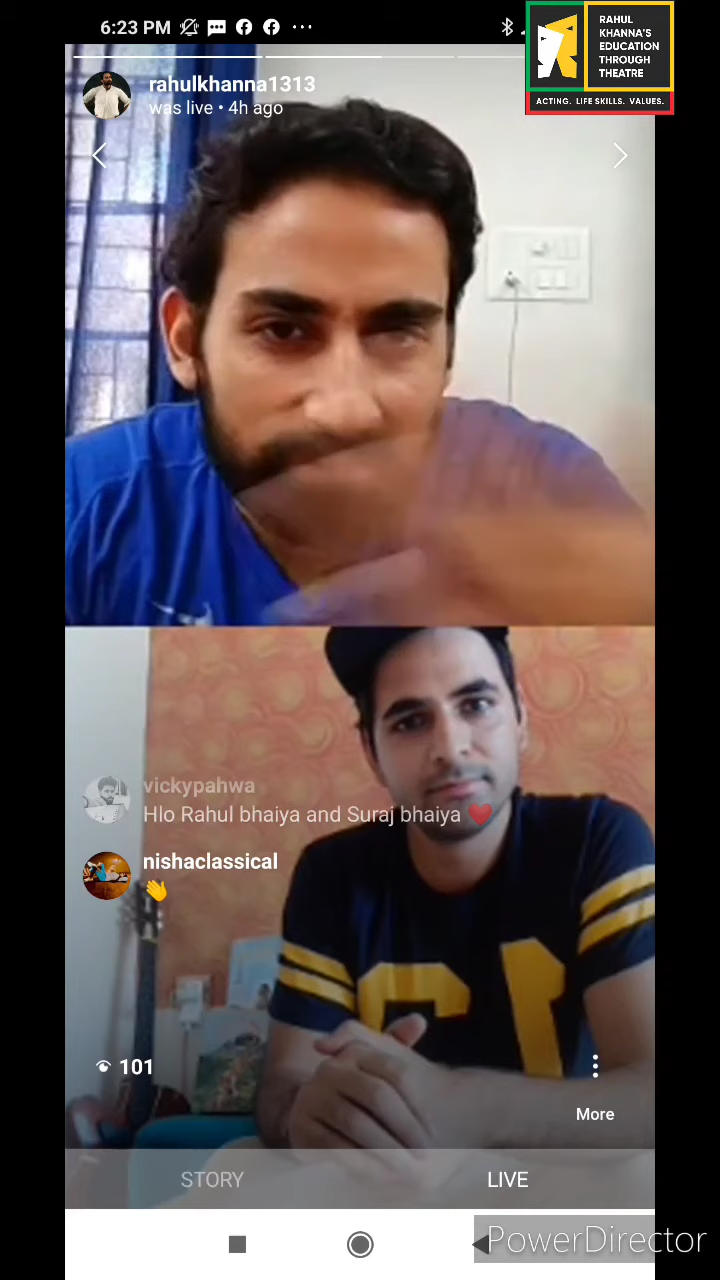 6:23 PM
RAHUL
KHANNA'S
EDUCATION
THROUGH
THEATRE
ACTING. LIFE SKILLS. VALUES.
rahulkhanna1313
was live • 4h ago
vickypahwa
Hlo Rahul bhaiya and Suraj bhaiya ❤️
nishaclassical
👋
101
More
STORY
LIVE
PowerDirector